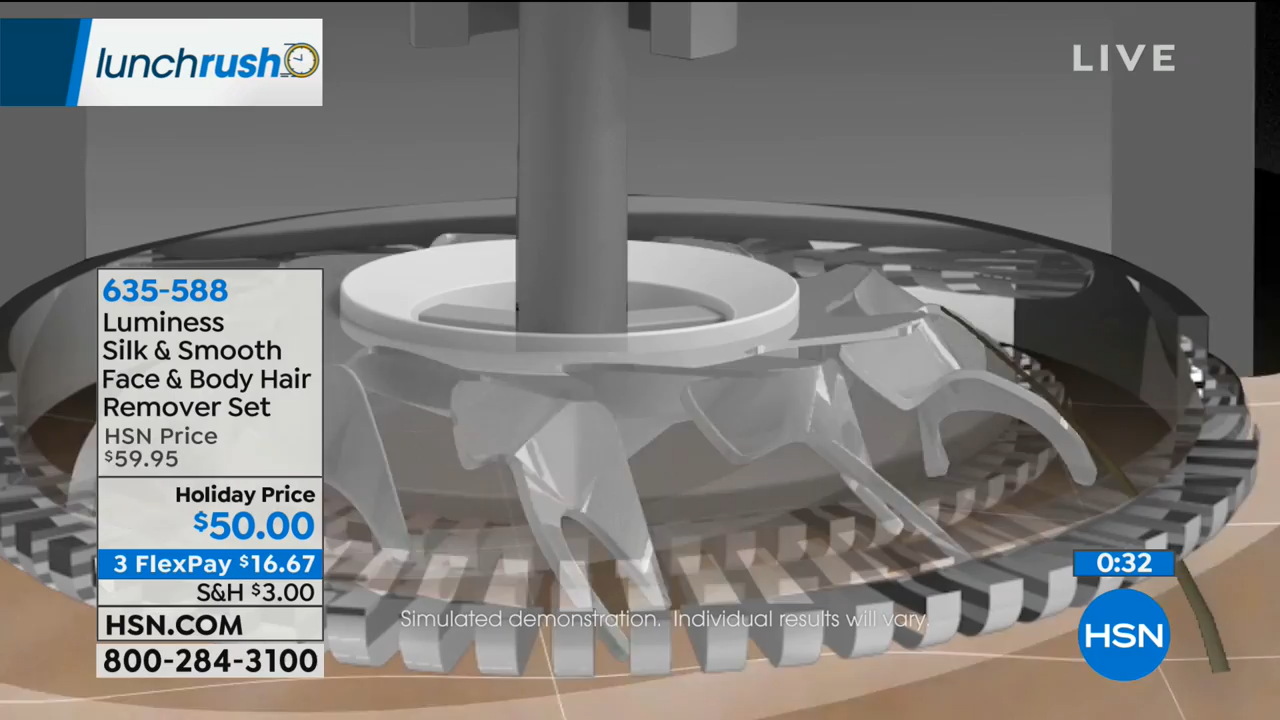 lunchrush
LIVE
635-588
Luminess
Silk & Smooth
Face & Body Hair
Remover Set
HSN Price
$59.95
Holiday Price
$50.00
3 FlexPay $16.67
S&H $3.00
HSN.COM
800-284-3100
Simulated demonstration. Individual results will vary.
0:32
HSN